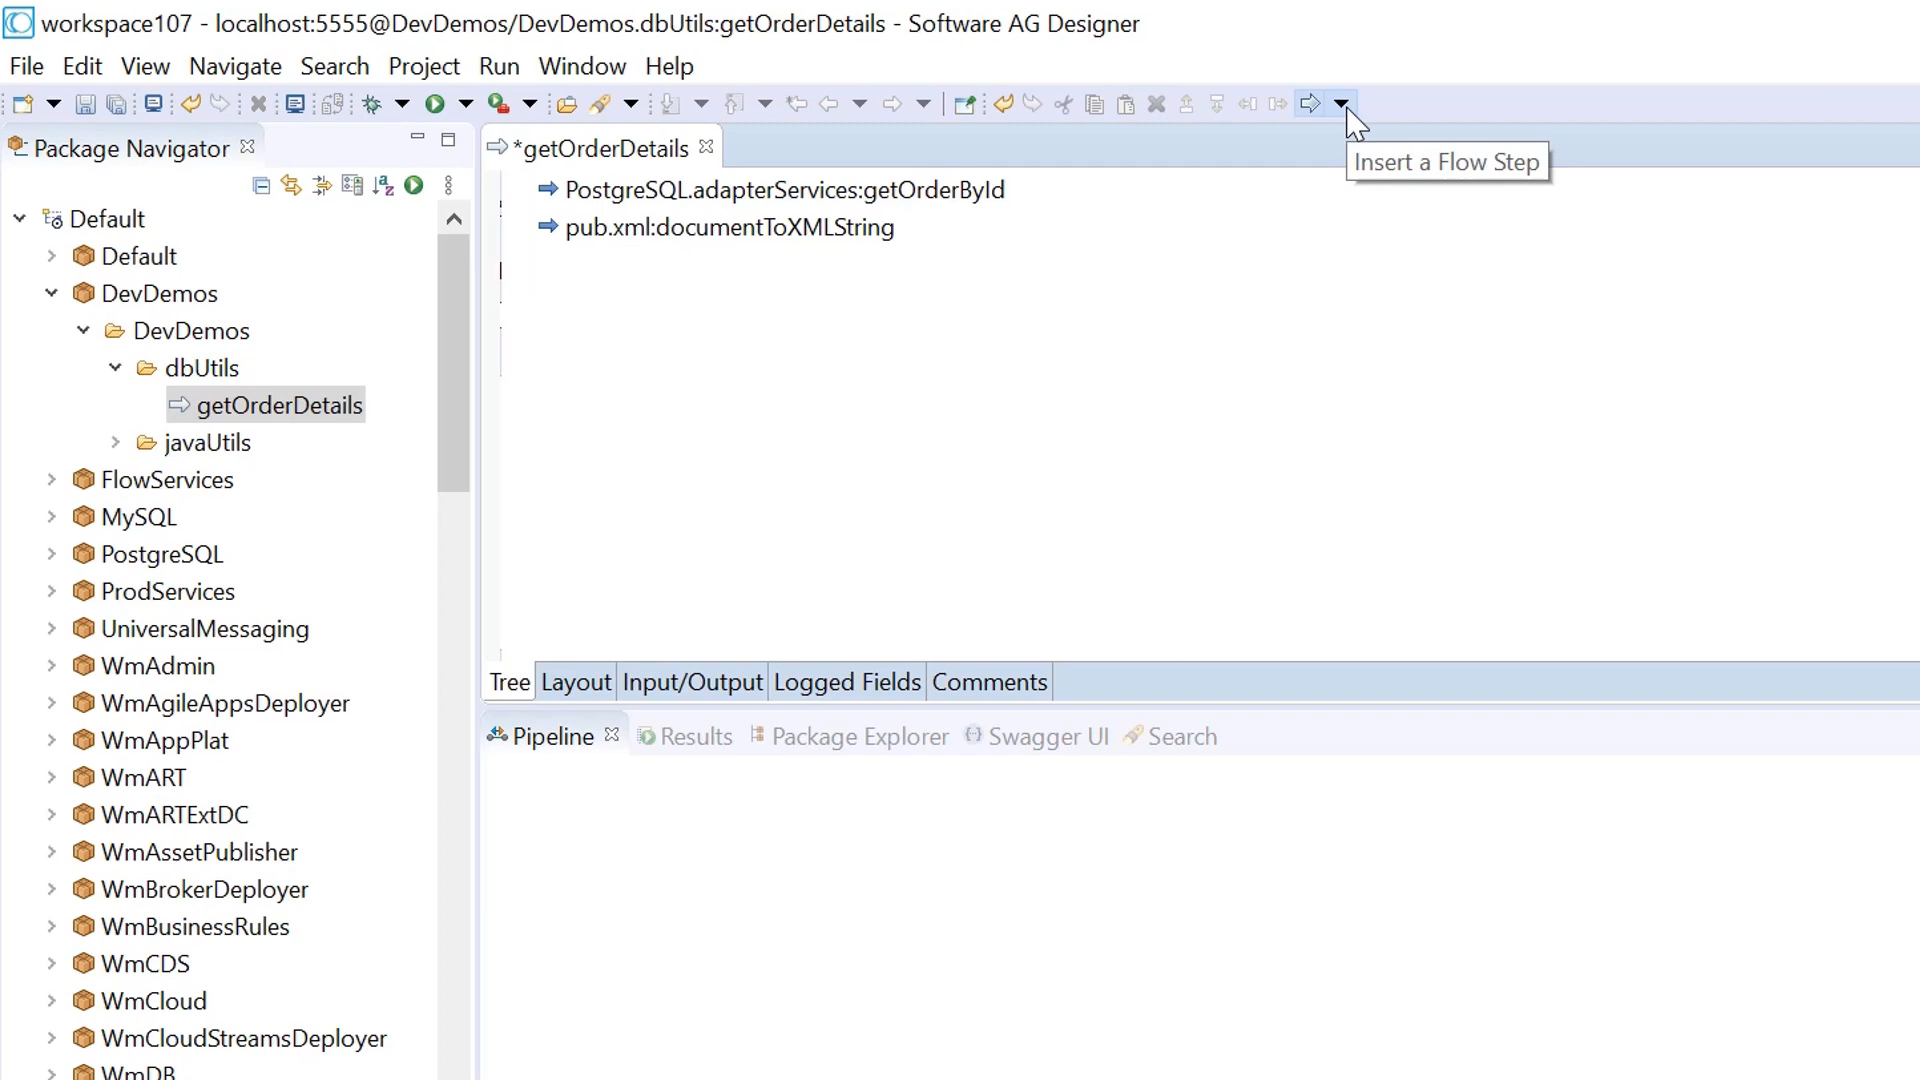 workspace107 - localhost:5555@DevDemos/DevDemos.dbUtils:getOrderDetails - Software AG Designer
File Edit View Navigate Search Project Run Window Help
Package Navigator
*getOrderDetails
Insert a Flow Step
PostgreSQL.adapterServices:getOrderById
pub.xml:documentToXMLString
Default
Default
DevDemos
DevDemos
dbUtils
getOrderDetails
javaUtils
FlowServices
MySQL
PostgreSQL
ProdServices
UniversalMessaging
WmAdmin
WmAgileAppsDeployer
WmAppPlat
WmART
WmARTExtDC
WmAssetPublisher
WmBrokerDeployer
WmBusinessRules
WmCDS
WmCloud
WmCloudStreamsDeployer
WmDB
Tree Layout Input/Output Logged Fields Comments
Pipeline Results Package Explorer Swagger UI Search